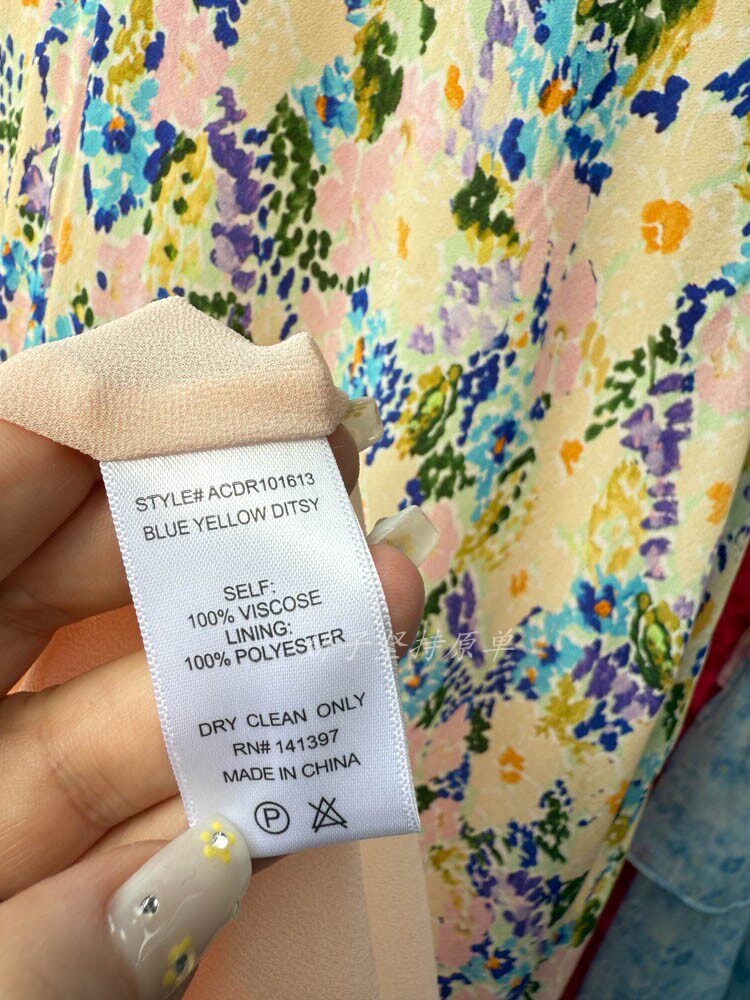 STYLE# ACDR101613
BLUE YELLOW DITSY
SELF:
100% VISCOSE
LINING:
100% POLYESTER
DRY CLEAN ONLY
RN# 141397
MADE IN CHINA
P
子坚持原单